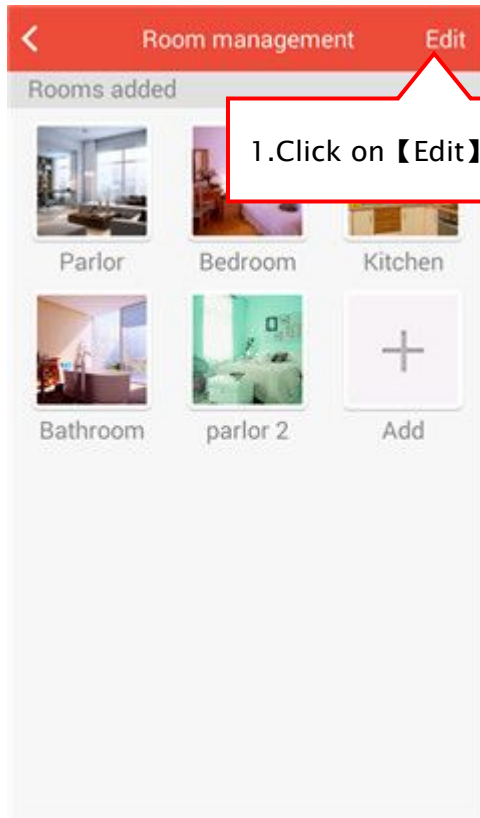 Room management Edit
Rooms added
1.Click on【Edit】
Parlor Bedroom Kitchen
Bathroom parlor 2 Add